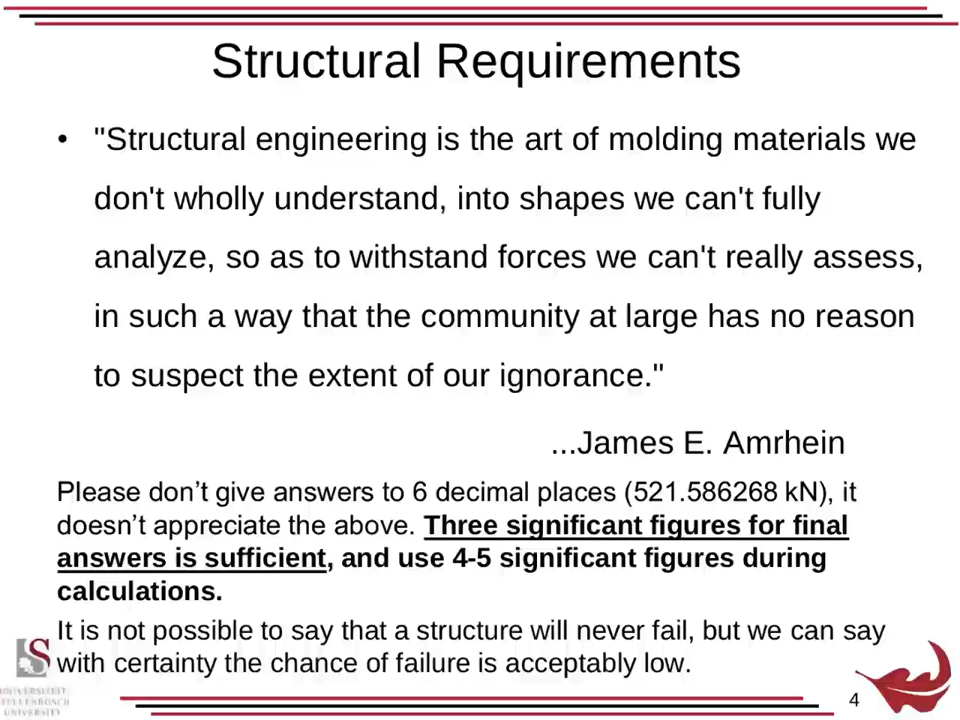 Structural Requirements
• "Structural engineering is the art of molding materials we
don't wholly understand, into shapes we can't fully
analyze, so as to withstand forces we can't really assess,
in such a way that the community at large has no reason
to suspect the extent of our ignorance."
...James E. Amrhein
Please don’t give answers to 6 decimal places (521.586268 kN), it
doesn’t appreciate the above. Three significant figures for final
answers is sufficient, and use 4-5 significant figures during
calculations.
It is not possible to say that a structure will never fail, but we can say
with certainty the chance of failure is acceptably low.
UNIVERSITY
4